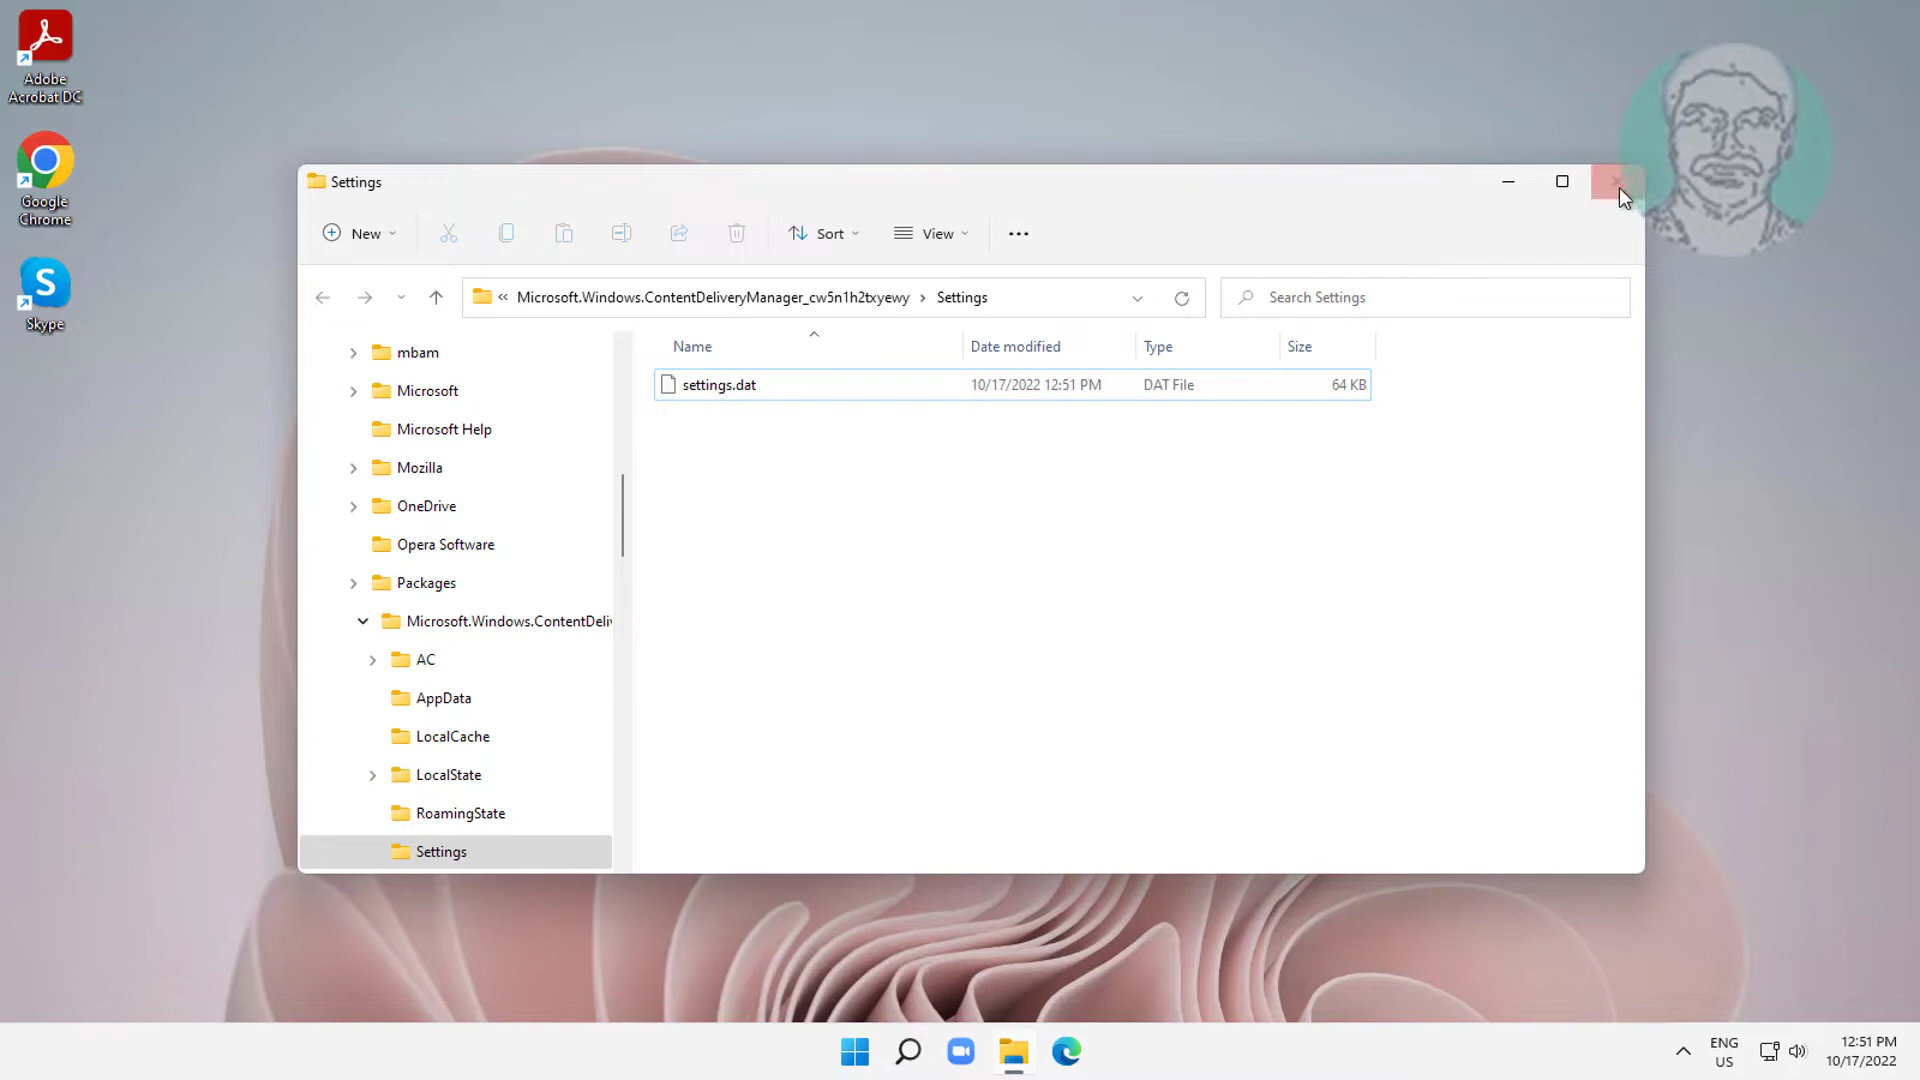 Adobe
Acrobat DC
Google
Chrome
S
Skype
Settings
New
Sort
View
« Microsoft.Windows.ContentDeliveryManager_cw5n1h2txyewy › Settings
Search Settings
mbam
Microsoft
Microsoft Help
Mozilla
OneDrive
Opera Software
Packages
Microsoft.Windows.ContentDeliv
AC
AppData
LocalCache
LocalState
RoamingState
Settings
Name Date modified Type Size
settings.dat 10/17/2022 12:51 PM DAT File 64 KB
ENG
US
12:51 PM
10/17/2022